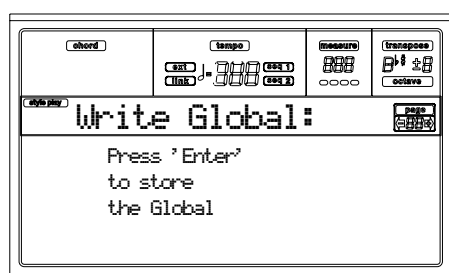 chord
tempo
measure
transpose
ext
link
seq 1
seq 2
octave
style play
Write Global:
page
Press 'Enter'
to store
the Global